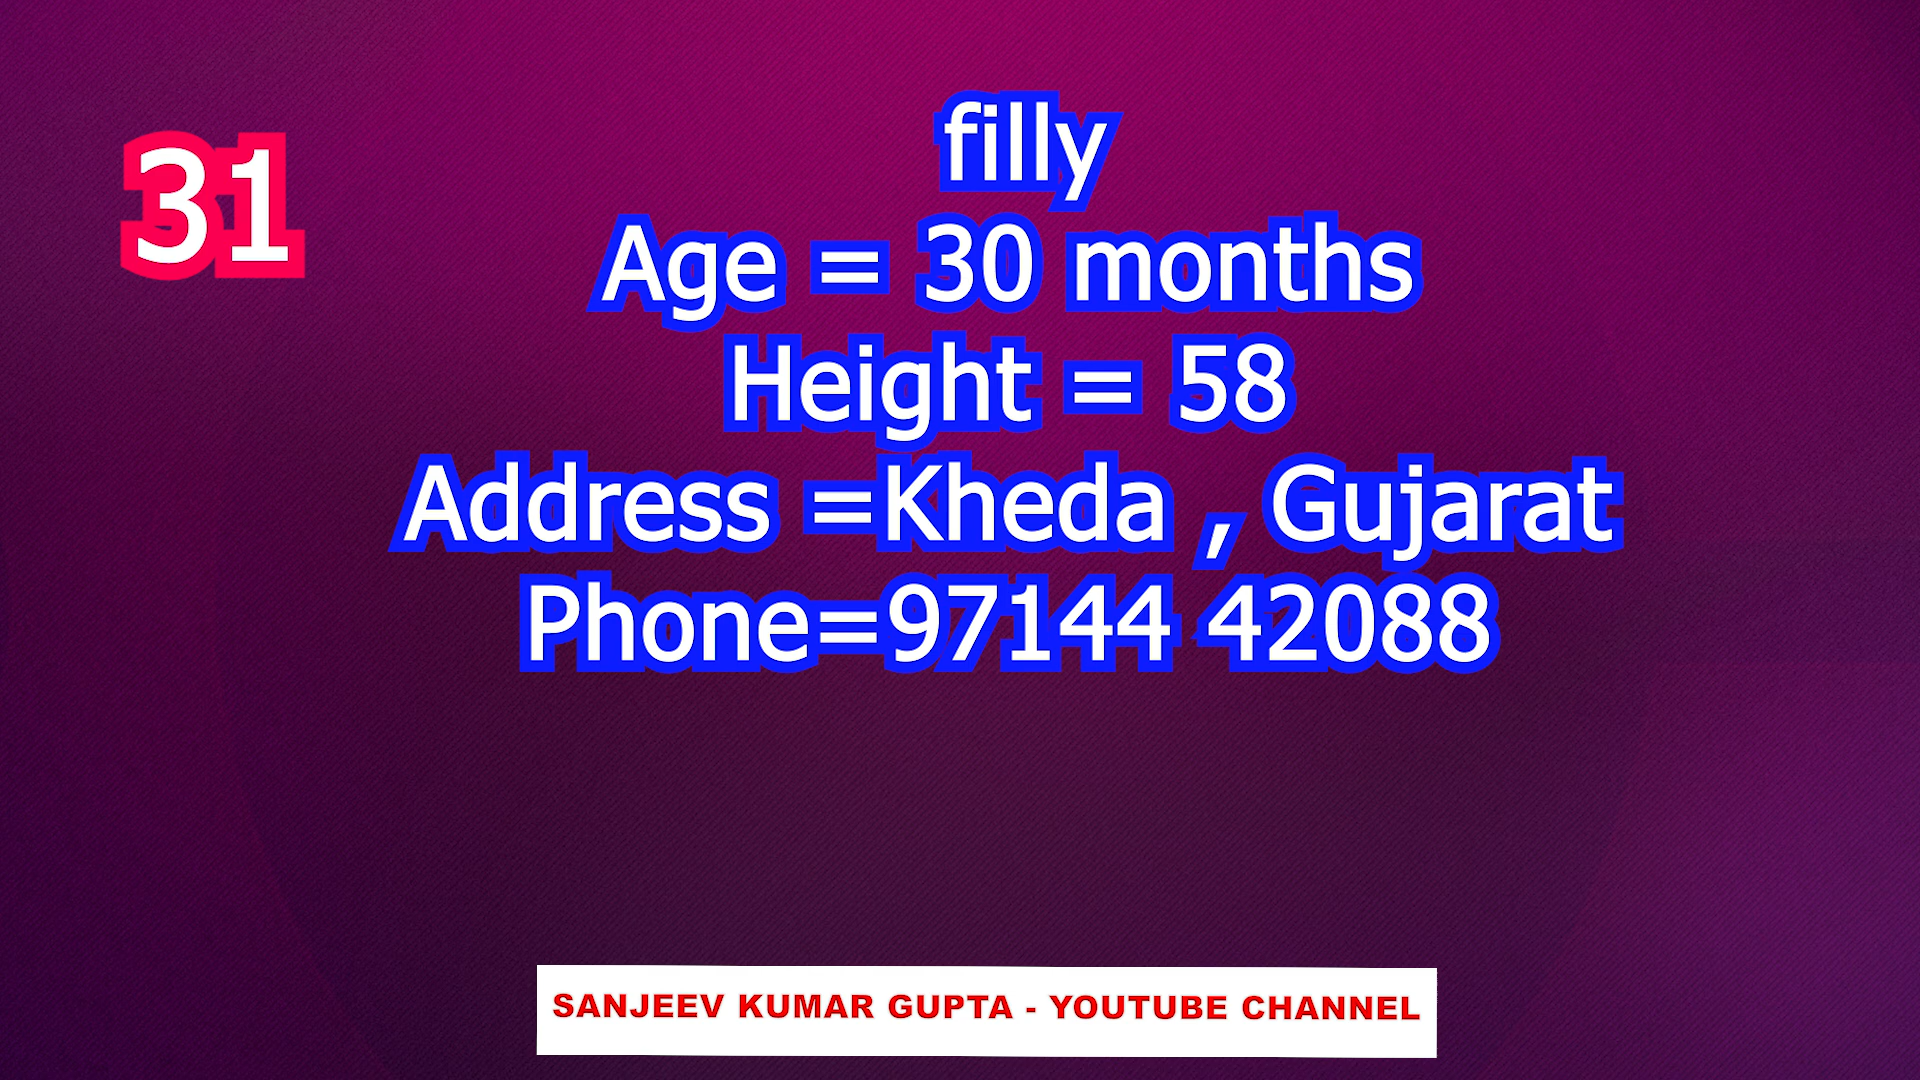 31
filly
Age = 30 months
Height = 58
Address =Kheda , Gujarat
Phone=97144 42088
SANJEEV KUMAR GUPTA - YOUTUBE CHANNEL